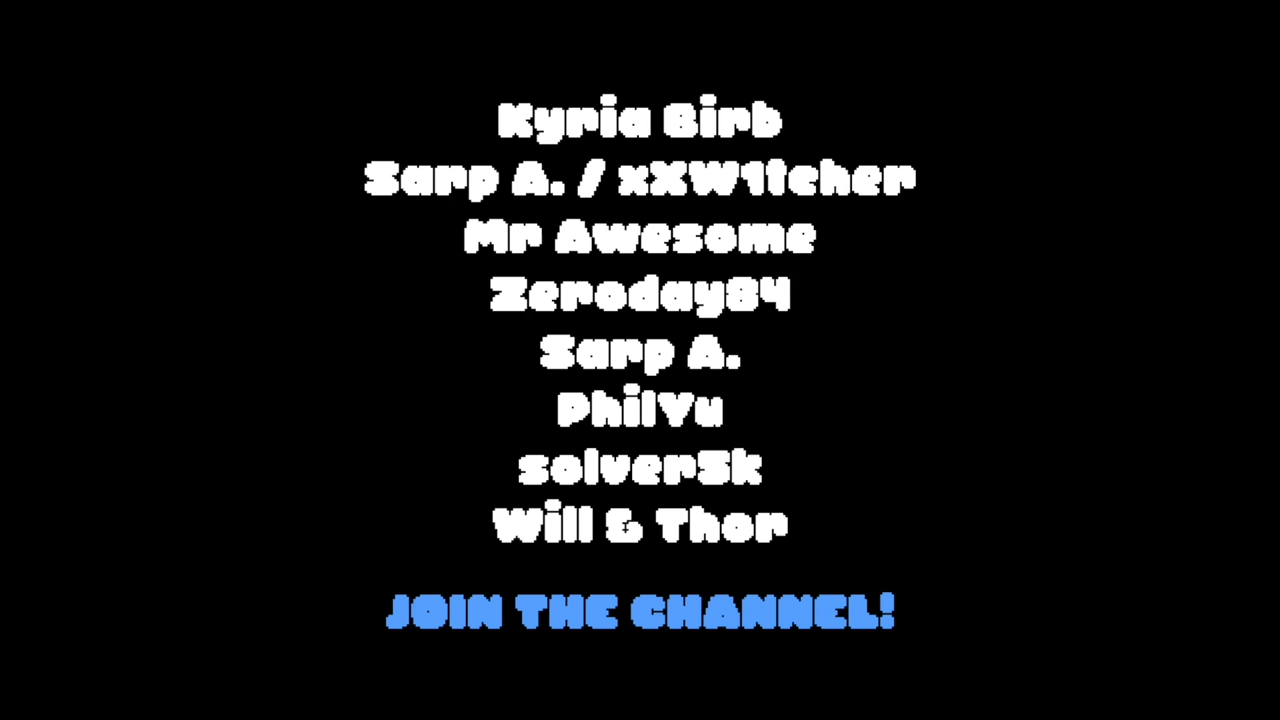 Kyria Birb
Sarp A. / xXW1tcher
Mr Awesome
Zeroday84
Sarp A.
PhilVu
solver5k
Will & Thor
JOIN THE CHANNEL!